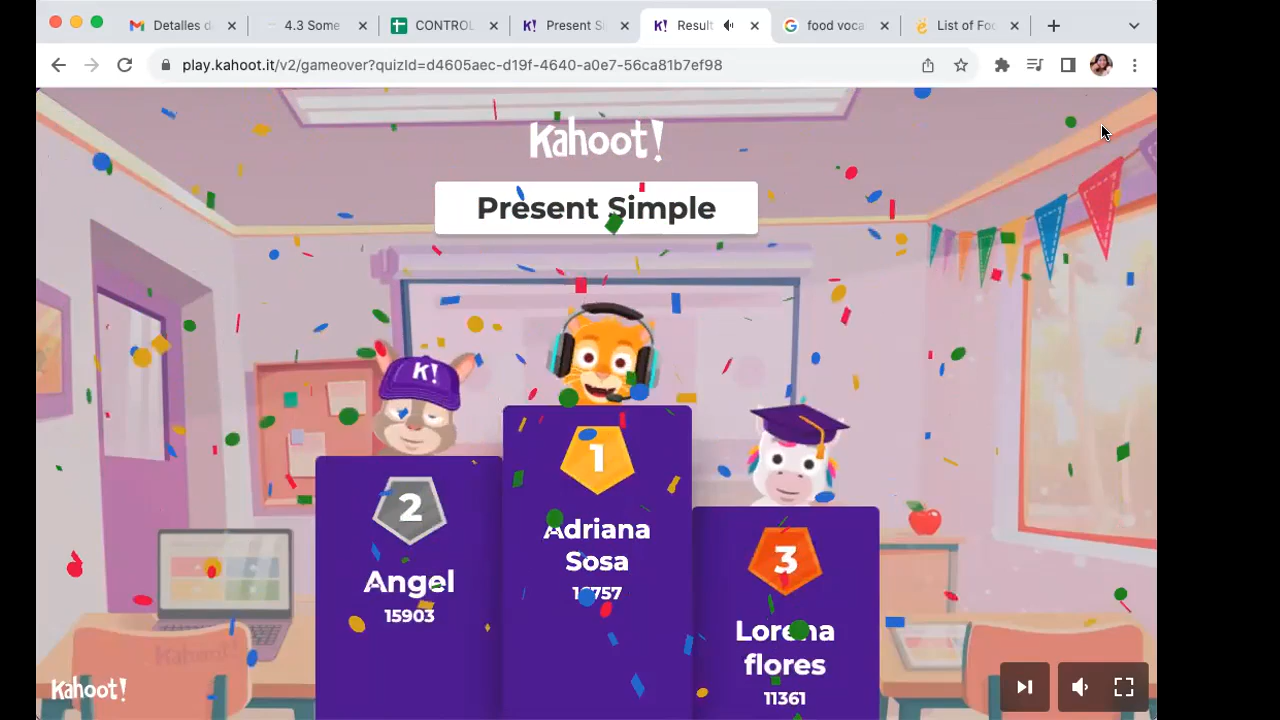 Detalles d
4.3 Some
CONTROL
K! Present Si
K! Result
food voca
List of Foo
play.kahoot.it/v2/gameover?quizId=d4605aec-d19f-4640-a0e7-56ca81b7ef98
Kahoot!
Present Simple
K!
1
Adriana
Sosa
2
Angel
15903
3
Lorena
flores
11361
Kahoot!
Kahoot!